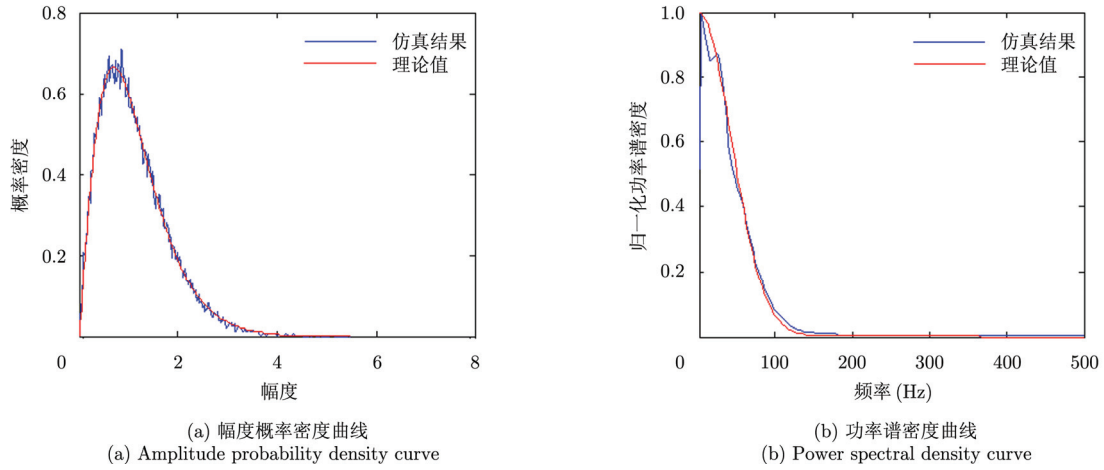 0.8
0.6
0.4
0.2
0
2
4
6
8
概率密度
幅度
仿真结果
理论值
(a) 幅度概率密度曲线
(a) Amplitude probability density curve
1.0
0.8
0.6
0.4
0.2
0
100
200
300
400
500
归一化功率谱密度
频率 (Hz)
仿真结果
理论值
(b) 功率谱密度曲线
(b) Power spectral density curve